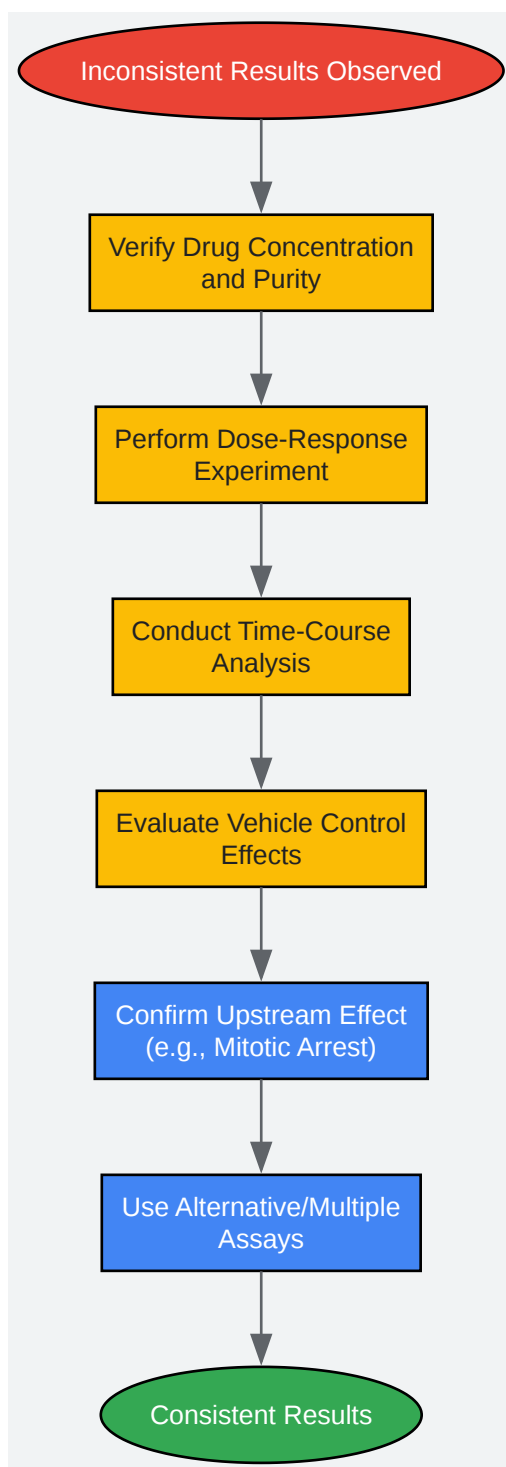 Inconsistent Results Observed
Verify Drug Concentration
and Purity
Perform Dose-Response
Experiment
Conduct Time-Course
Analysis
Evaluate Vehicle Control
Effects
Confirm Upstream Effect
(e.g., Mitotic Arrest)
Use Alternative/Multiple
Assays
Consistent Results